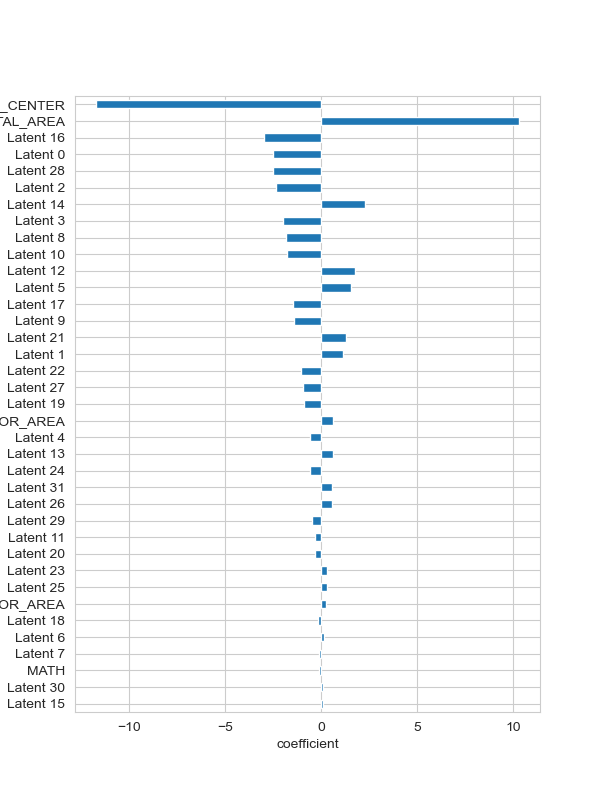 _CENTER
TAL_AREA
Latent 16
Latent 0
Latent 28
Latent 2
Latent 14
Latent 3
Latent 8
Latent 10
Latent 12
Latent 5
Latent 17
Latent 9
Latent 21
Latent 1
Latent 22
Latent 27
Latent 19
OR_AREA
Latent 4
Latent 13
Latent 24
Latent 31
Latent 26
Latent 29
Latent 11
Latent 20
Latent 23
Latent 25
OR_AREA
Latent 18
Latent 6
Latent 7
MATH
Latent 30
Latent 15
−10 −5 0 5 10
coefficient